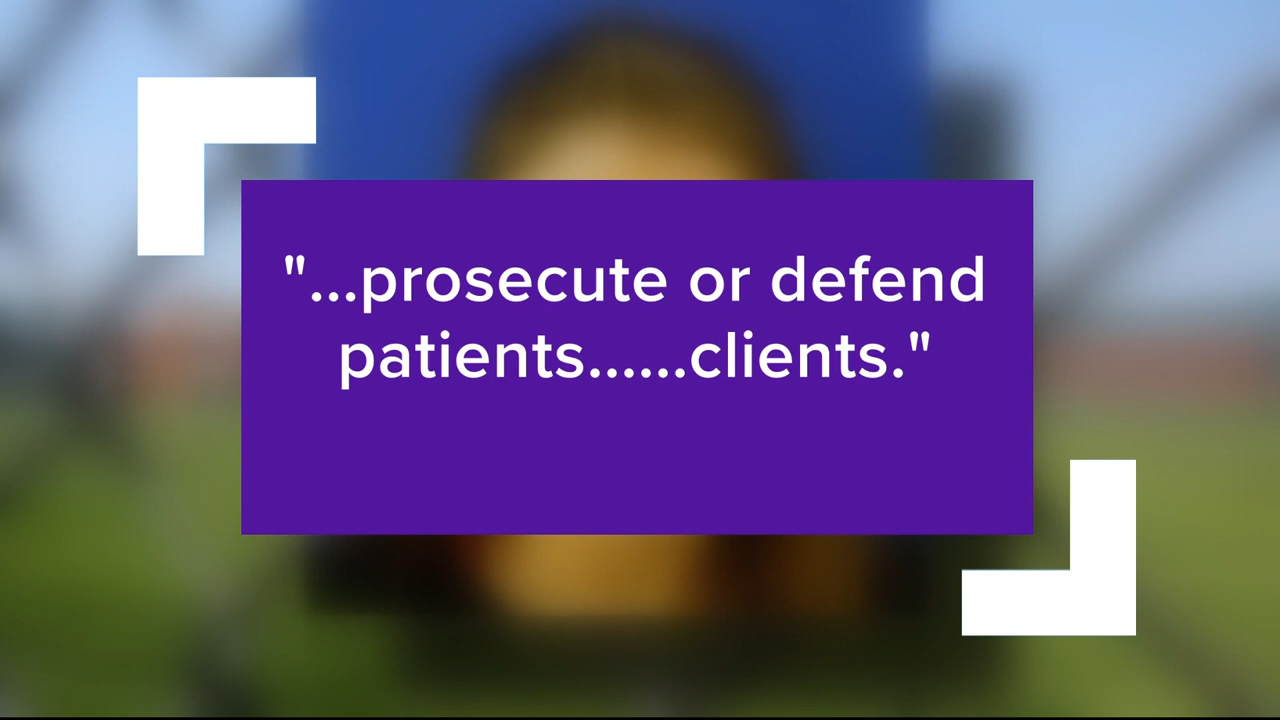 "...prosecute or defend
patients......clients."